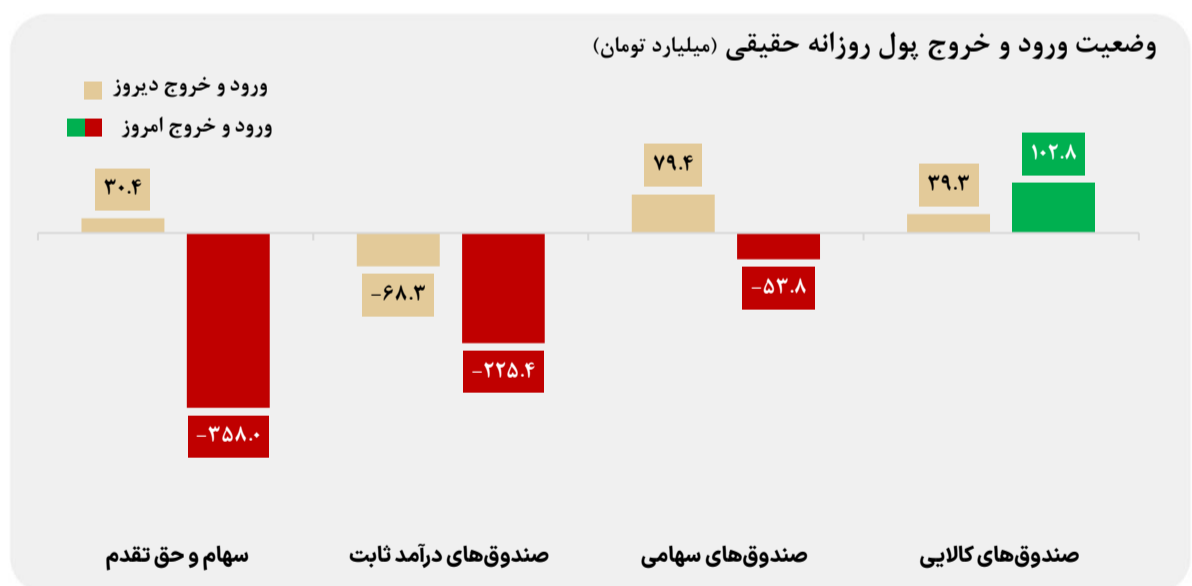 وضعیت ورود و خروج پول روزانه حقیقی (میلیارد تومان)
ورود و خروج دیروز
ورود و خروج امروز
۱۰۲.۸
۳۹.۳
۷۹.۴
۳۰.۴
-۵۳.۸
-۶۸.۳
-۲۲۵.۴
-۳۵۸.۰
صندوق‌های کالایی
صندوق‌های سهامی
صندوق‌های درآمد ثابت
سهام و حق تقدم